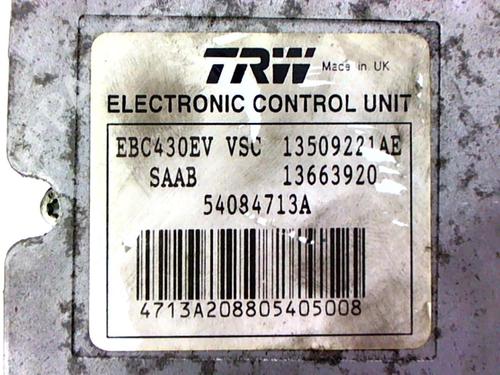 TRW Made in UK
ELECTRONIC CONTROL UNIT
EBC430EV VSC 13509221AE
SAAB 13663920
54084713A
4713A208805405008